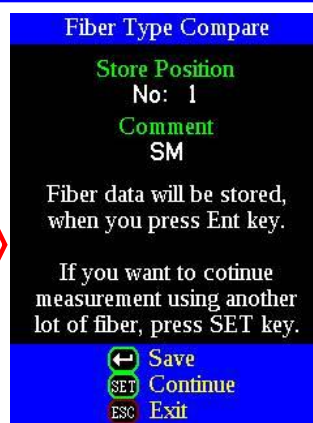 Fiber Type Compare
Store Position
No: 1
Comment
SM
Fiber data will be stored,
when you press Ent key.
If you want to cotinue
measurement using another
lot of fiber, press SET key.
Save
SET Continue
ESC Exit